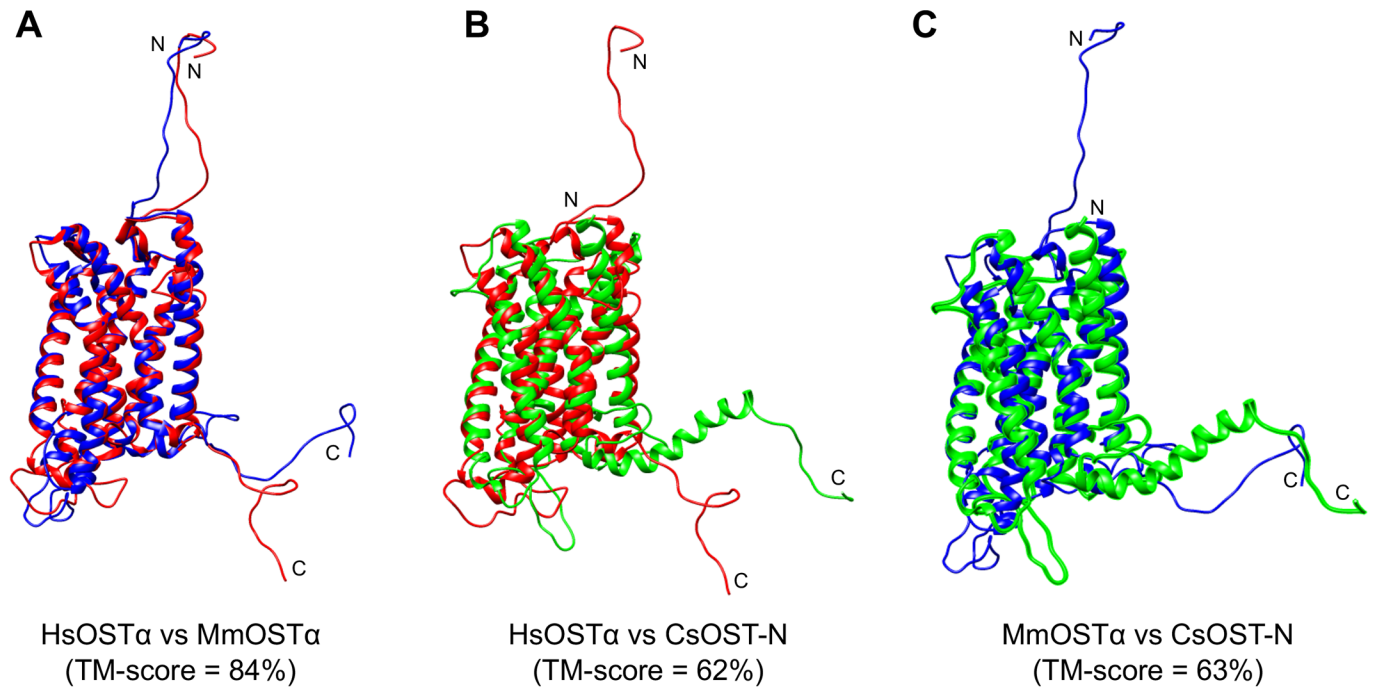 A
B
C
N
N
N
N
N
N
C
C
C
C
C
C
HsOSTα vs MmOSTα
(TM-score = 84%)
HsOSTα vs CsOST-N
(TM-score = 62%)
MmOSTα vs CsOST-N
(TM-score = 63%)